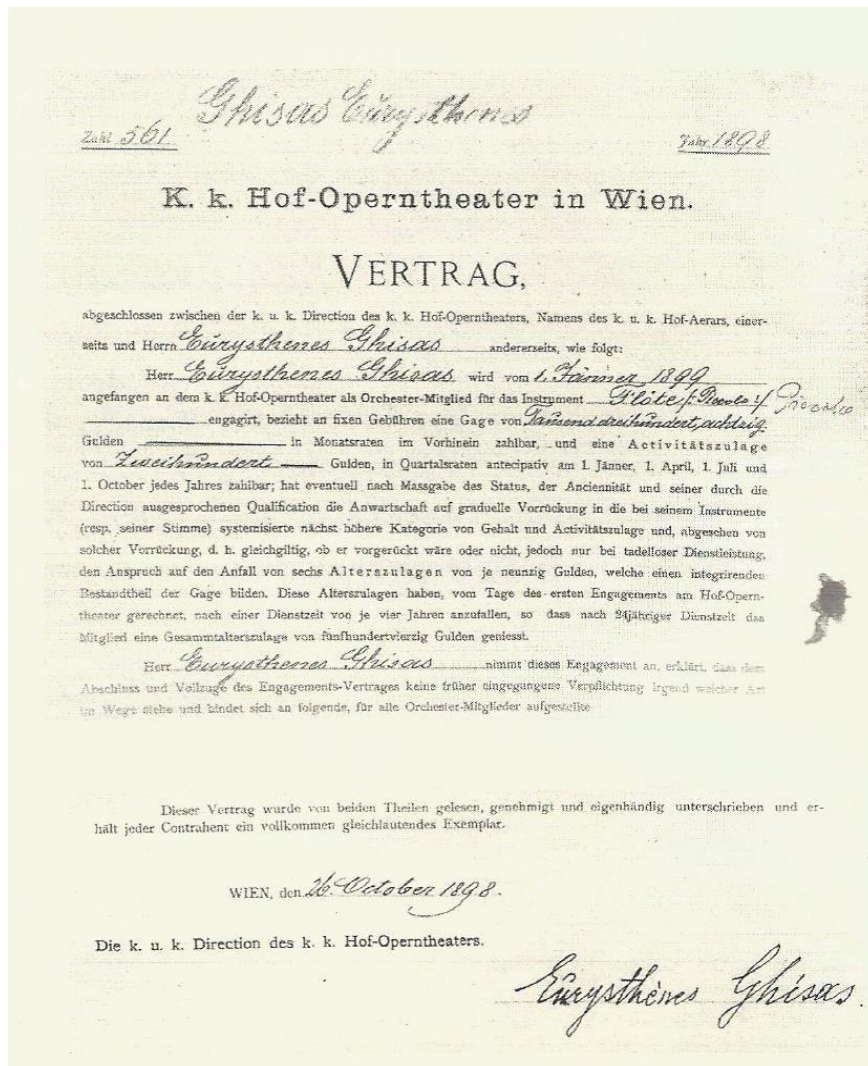 Ghisas Eurysthenes
Zahl 561. Jahr 1898
K. k. Hof-Operntheater in Wien.
VERTRAG,
abgeschlossen zwischen der k. u. k. Direction des k. k. Hof-Operntheaters, Namens des k. u. k. Hof-Aerars, einer-
seits und Herrn Eurysthenes Ghisas andererseits, wie folgt:
Herr Eurysthenes Ghisas wird vom 1. Jänner 1899
angefangen an dem k. k. Hof-Operntheater als Orchester-Mitglied für das Instrument Flöte /: Piccolo :/ Piccolo
engagirt, bezieht an fixen Gebühren eine Gage von Tausend dreihundert achtzig
Gulden in Monatsraten im Vorhinein zahlbar, und eine Activitätszulage
von Zweihundert Gulden, in Quartalsraten antecipativ am 1. Jänner, 1. April, 1. Juli und
1. October jedes Jahres zahlbar; hat eventuell nach Massgabe des Status, der Anciennität und seiner durch die
Direction ausgesprochenen Qualification die Anwartschaft auf graduelle Vorrückung in die bei seinem Instrumente
(resp. seiner Stimme) systemisirte nächst höhere Kategorie von Gehalt und Activitätszulage und, abgesehen von
solcher Vorrückung, d. h. gleichgiltig, ob er vorgerückt wäre oder nicht, jedoch nur bei tadelloser Dienstleistung,
den Anspruch auf den Anfall von sechs Alterszulagen von je neunzig Gulden, welche einen integrirenden
Bestandtheil der Gage bilden. Diese Alterszulagen haben, vom Tage des ersten Engagements am Hof-Opern-
theater gerechnet, nach einer Dienstzeit von je vier Jahren anzufallen, so dass nach 24jähriger Dienstzeit das
Mitglied eine Gesammtalterszulage von fünfhundertvierzig Gulden geniesst.
Herr Eurysthenes Ghisas nimmt dieses Engagement an, erklärt, dass dem
Abschluss und Vollzuge des Engagements-Vertrages keine früher eingegangene Verpflichtung irgend welcher Art
im Wege stehe und bindet sich an folgende, für alle Orchester-Mitglieder aufgestellte
Dieser Vertrag wurde von beiden Theilen gelesen, genehmigt und eigenhändig unterschrieben und er-
hält jeder Contrahent ein vollkommen gleichlautendes Exemplar.
WIEN, den 26. October 1898.
Die k. u. k. Direction des k. k. Hof-Operntheaters.
Eurysthènes Ghisas.